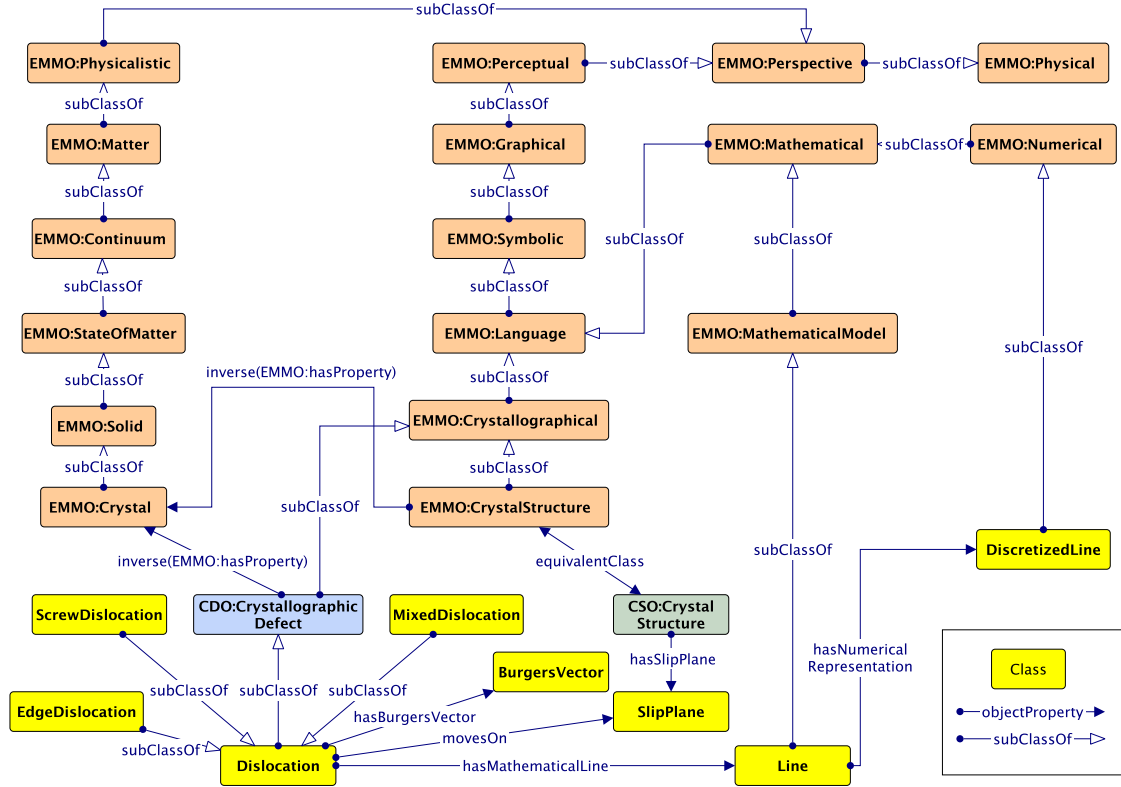 subClassOf
EMMO:Physicalistic
EMMO:Perceptual
subClassOf
EMMO:Perspective
subClassOf
EMMO:Physical
subClassOf
subClassOf
EMMO:Matter
EMMO:Graphical
EMMO:Mathematical
subClassOf
EMMO:Numerical
subClassOf
subClassOf
EMMO:Continuum
EMMO:Symbolic
subClassOf
subClassOf
subClassOf
subClassOf
EMMO:StateOfMatter
EMMO:Language
EMMO:MathematicalModel
subClassOf
subClassOf
inverse(EMMO:hasProperty)
subClassOf
EMMO:Solid
EMMO:Crystallographical
subClassOf
subClassOf
EMMO:Crystal
subClassOf
EMMO:CrystalStructure
inverse(EMMO:hasProperty)
equivalentClass
subClassOf
DiscretizedLine
ScrewDislocation
CDO:Crystallographic
Defect
MixedDislocation
CSO:Crystal
Structure
hasSlipPlane
hasNumerical
Representation
BurgersVector
Class
subClassOf
subClassOf
subClassOf
EdgeDislocation
hasBurgersVector
SlipPlane
objectProperty
subClassOf
movesOn
subClassOf
Dislocation
hasMathematicalLine
Line